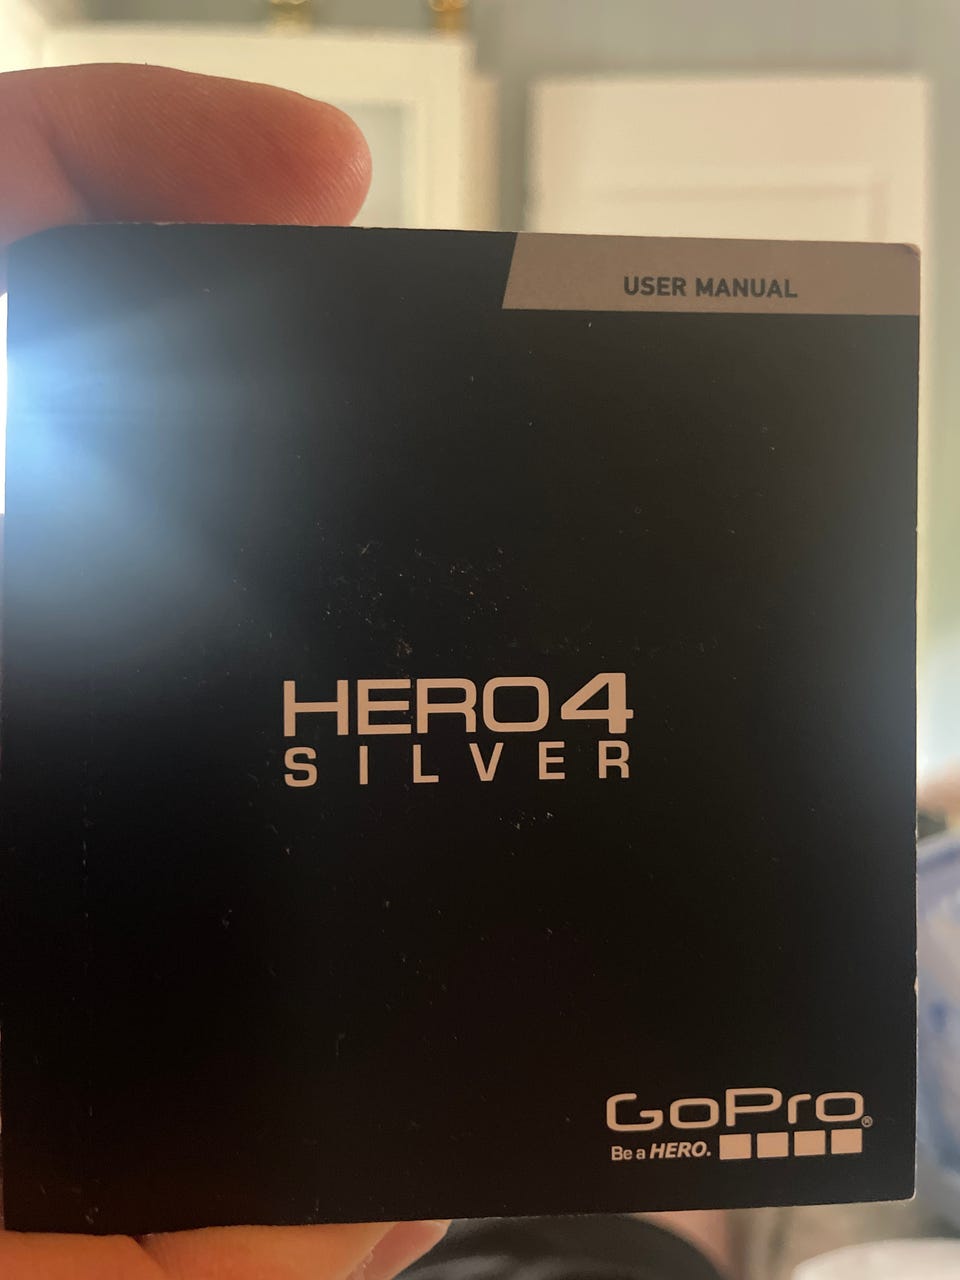 USER MANUAL
HERO4
SILVER
GoPro®
Be a HERO.